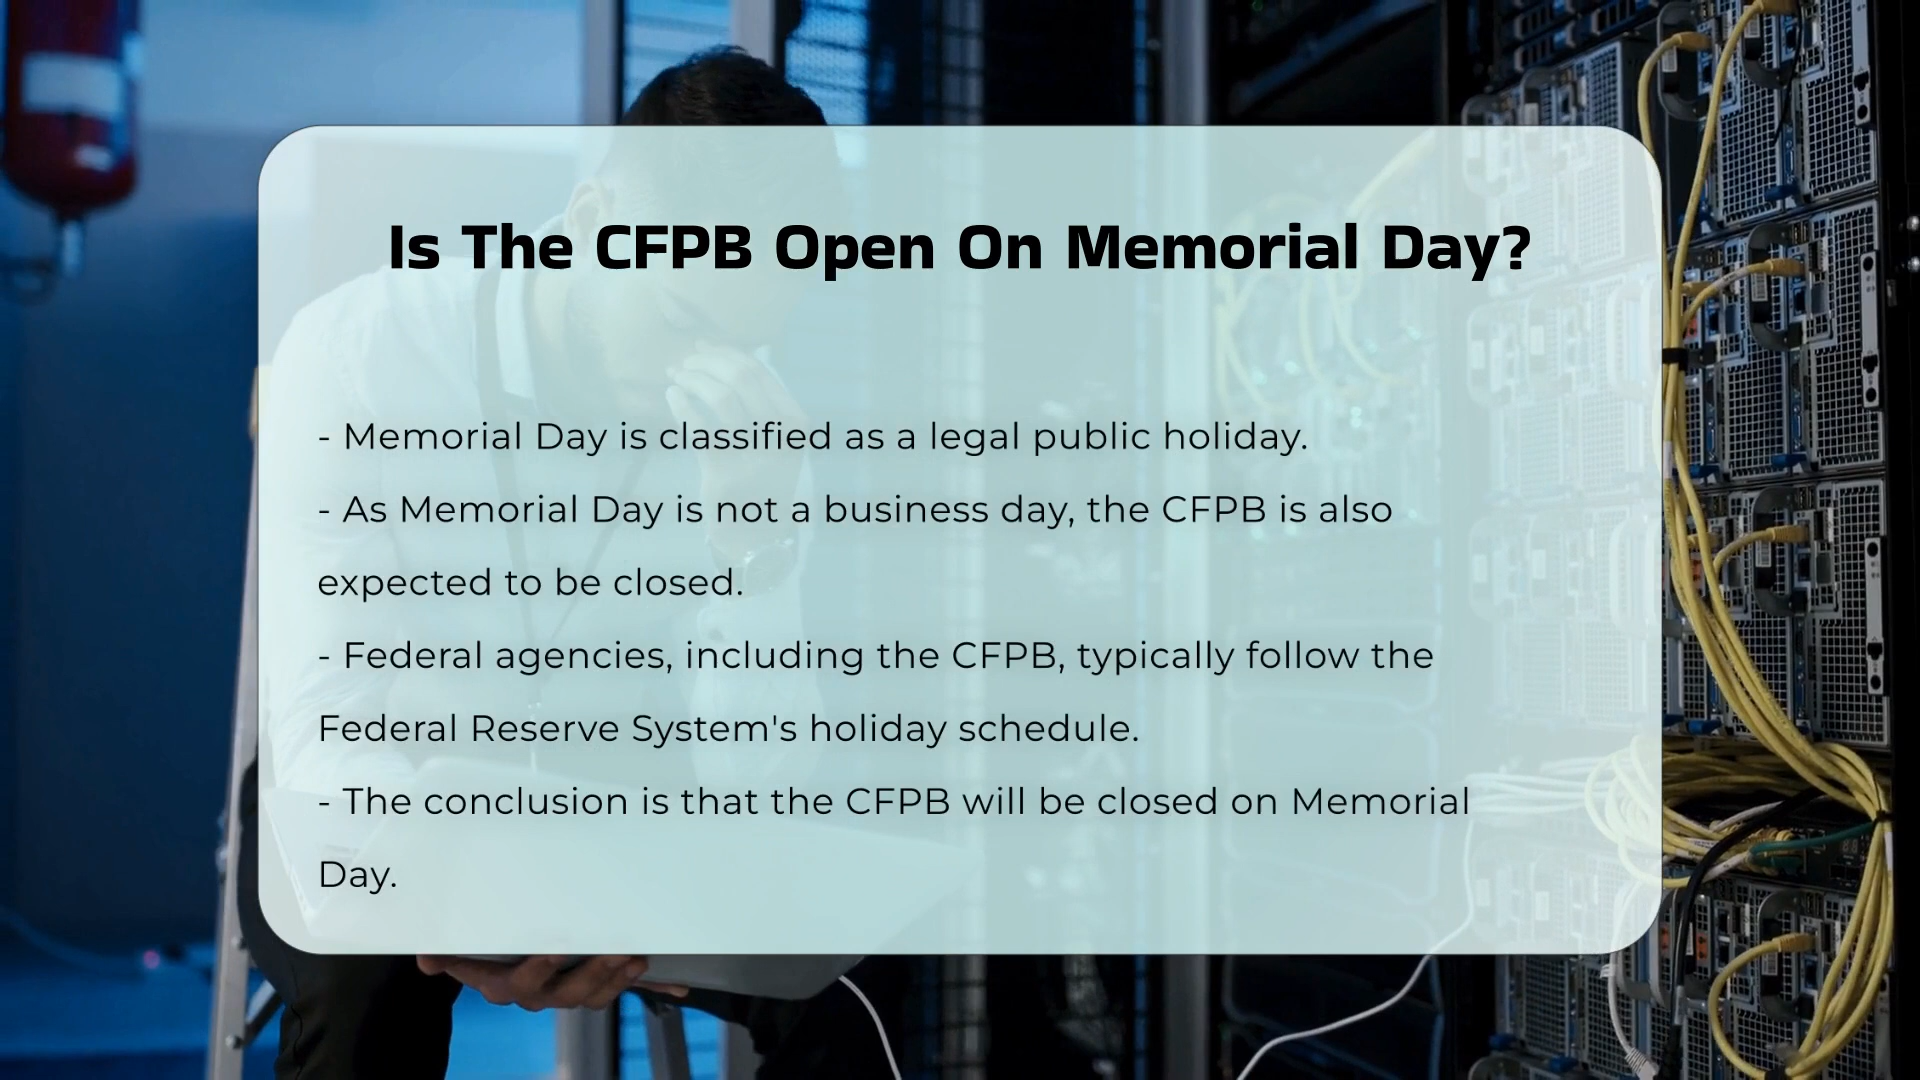 Is The CFPB Open On Memorial Day?
- Memorial Day is classified as a legal public holiday.
- As Memorial Day is not a business day, the CFPB is also
expected to be closed.
- Federal agencies, including the CFPB, typically follow the
Federal Reserve System's holiday schedule.
- The conclusion is that the CFPB will be closed on Memorial
Day.